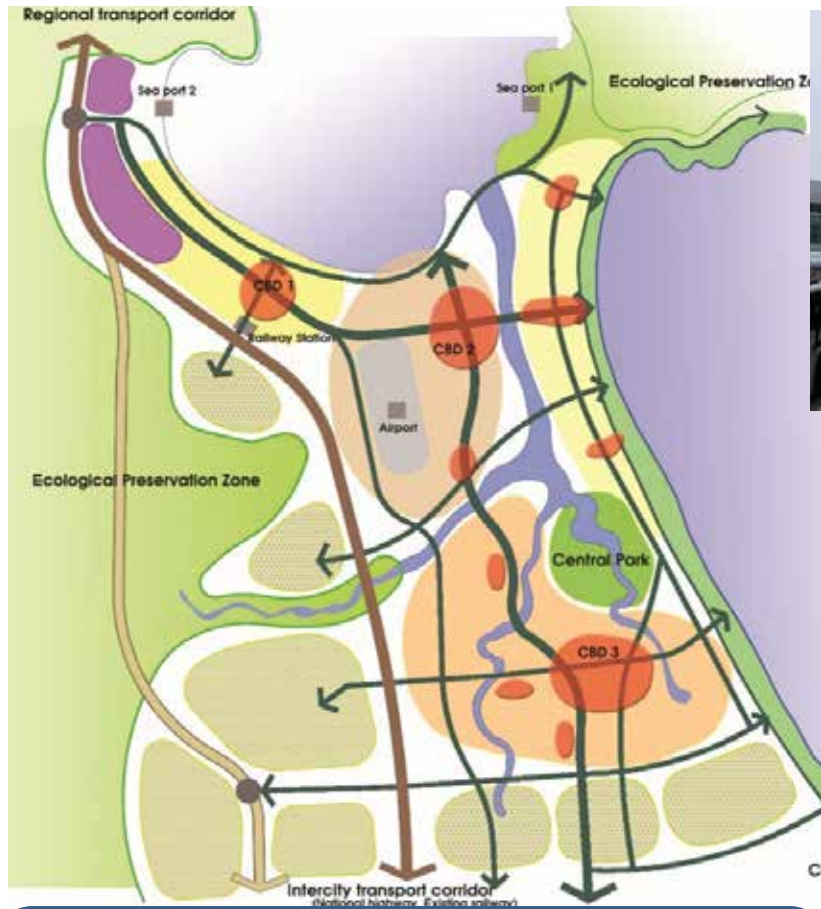 Regional transport corridor
Sea port 2
Sea port 1
Ecological Preservation Z
CBD 1
Railway Station
CBD 2
Airport
Ecological Preservation Zone
Central Park
CBD 3
Intercity transport corridor
(National highway, Existing railway)
C